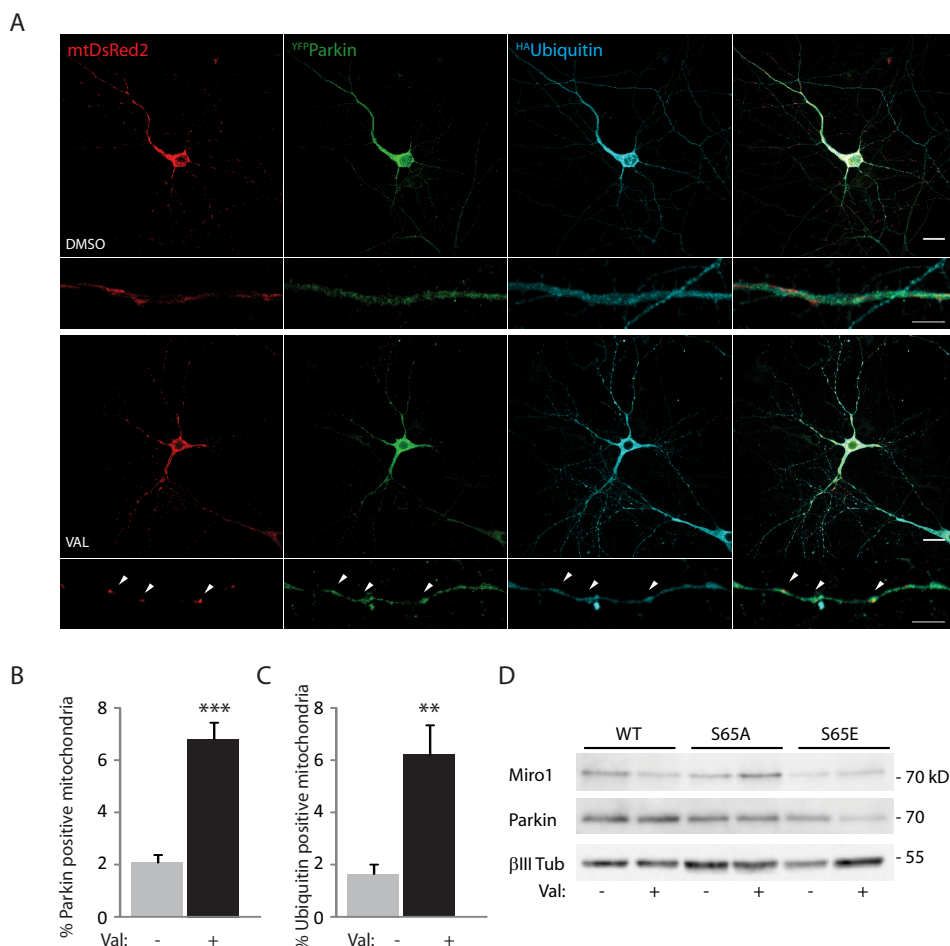 A
mtDsRed2 YFPParkin HAUbiquitin
DMSO
VAL
B
% Parkin positive mitochondria
8
6
4
2
0
***
Val: - +
C
% Ubiquitin positive mitochondria
8
6
4
2
0
**
Val: - +
D
WT S65A S65E
Miro1 - 70 kD
Parkin - 70
βIII Tub - 55
Val: - + - + - +